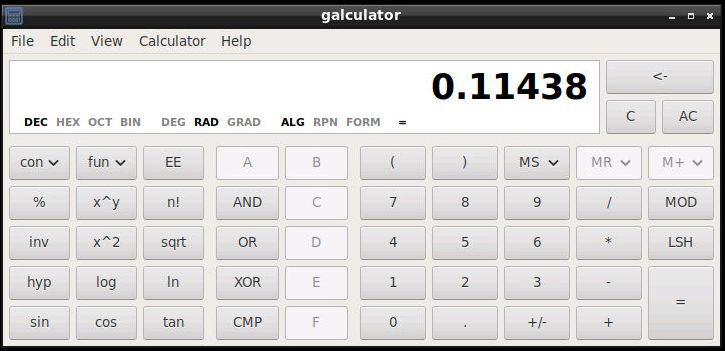 galculator
File Edit View Calculator Help
0.11438
DEC HEX OCT BIN DEG RAD GRAD ALG RPN FORM =
<-
C AC
con fun EE A B ( ) MS MR M+
% x^y n! AND C 7 8 9 / MOD
inv x^2 sqrt OR D 4 5 6 * LSH
hyp log ln XOR E 1 2 3 - =
sin cos tan CMP F 0 . +/- +